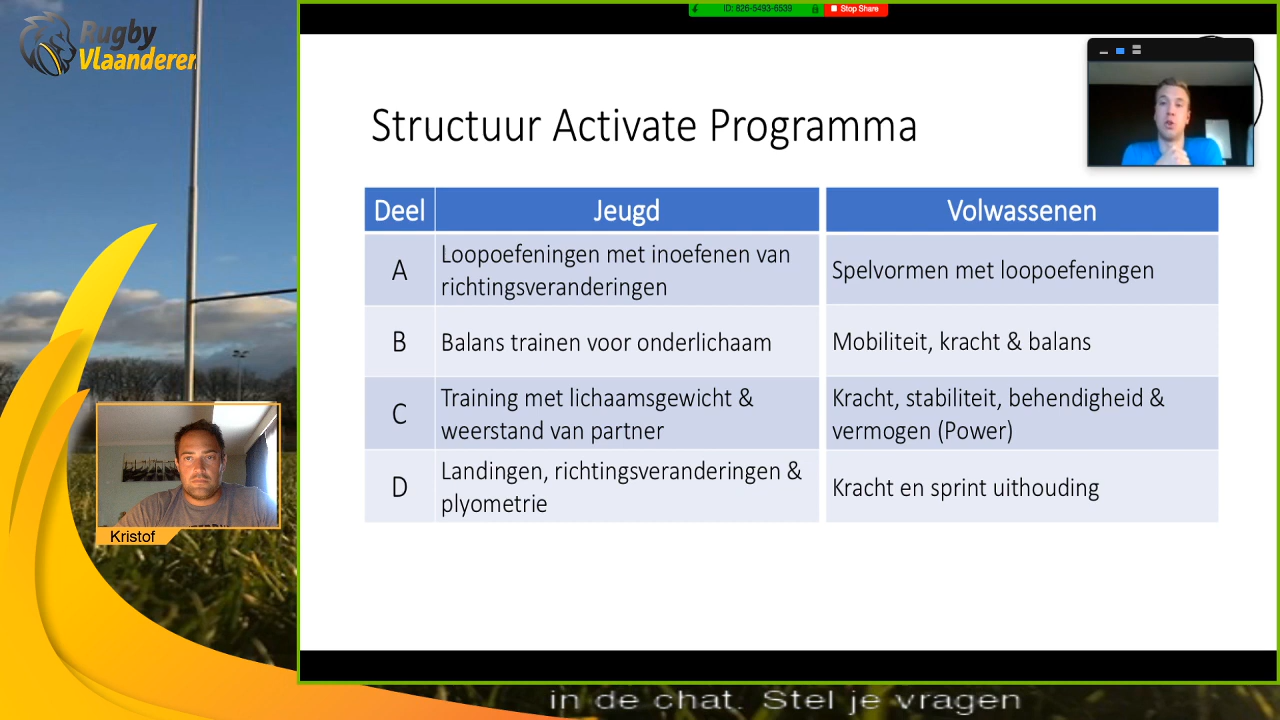 Rugby
Vlaanderen
ID: 826-5493-6539
Stop Share
Structuur Activate Programma
Deel
Jeugd
Volwassenen
A
Loopoefeningen met inoefenen van
richtingsveranderingen
Spelvormen met loopoefeningen
B
Balans trainen voor onderlichaam
Mobiliteit, kracht & balans
C
Training met lichaamsgewicht &
weerstand van partner
Kracht, stabiliteit, behendigheid &
vermogen (Power)
D
Landingen, richtingsveranderingen &
plyometrie
Kracht en sprint uithouding
Kristof
in de chat. Stel je vragen